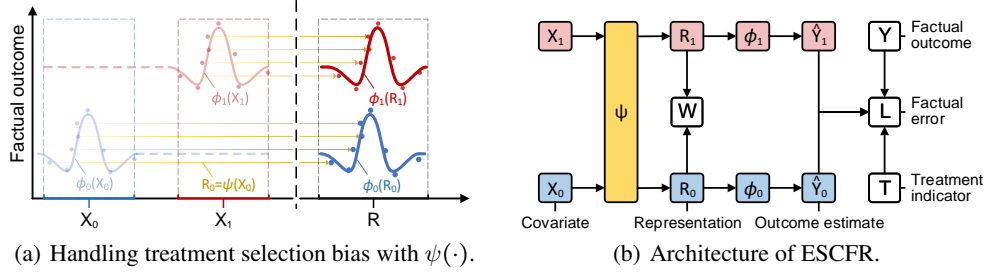 Factual outcome
ϕ₁(X₁)
ϕ₁(R₁)
ϕ₀(X₀)
R₀=ψ(X₀)
ϕ₀(R₀)
X₀
X₁
R
(a) Handling treatment selection bias with ψ(·).
X₁
R₁
ϕ₁
Ŷ₁
Y
Factual
outcome
ψ
W
L
Factual
error
X₀
R₀
ϕ₀
Ŷ₀
T
Treatment
indicator
Covariate
Representation
Outcome estimate
(b) Architecture of ESCFR.